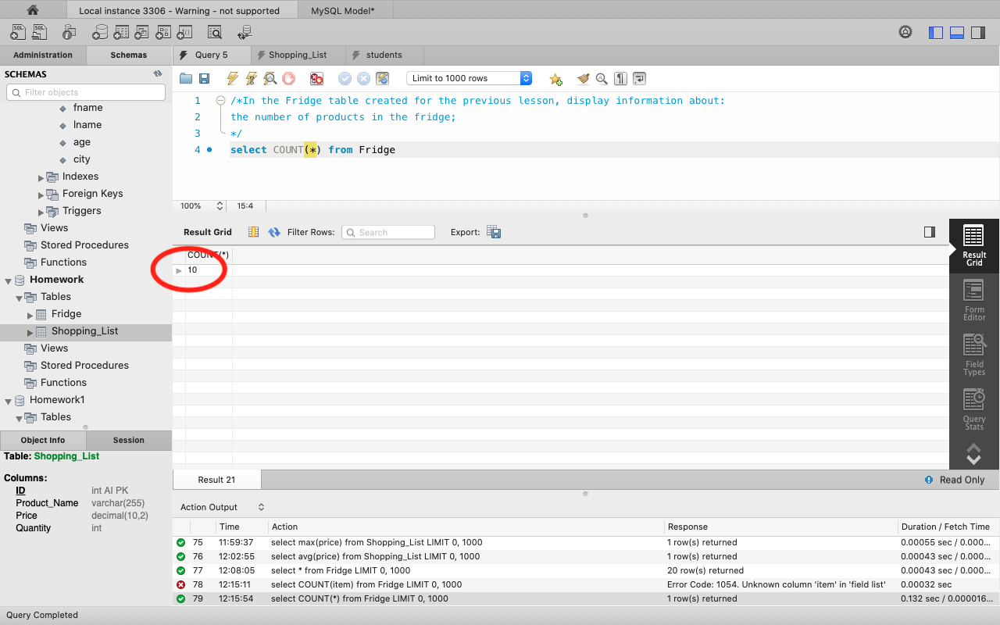 Local instance 3306 - Warning - not supported
MySQL Model*
Administration
Schemas
Query 5
Shopping_List
students
SCHEMAS
Filter objects
fname
lname
age
city
Indexes
Foreign Keys
Triggers
Views
Stored Procedures
Functions
Homework
Tables
Fridge
Shopping_List
Views
Stored Procedures
Functions
Homework1
Tables
Object Info
Session
Table: Shopping_List
Columns:
ID int AI PK
Product_Name varchar(255)
Price decimal(10,2)
Quantity int
Limit to 1000 rows
1 /*In the Fridge table created for the previous lesson, display information about:
2 the number of products in the fridge;
3 */
4 select COUNT(*) from Fridge
100% 15:4
Result Grid
Filter Rows:
Search
Export:
COUNT(*)
10
Result Grid
Form Editor
Field Types
Query Stats
Result 21
Read Only
Action Output
Time Action Response Duration / Fetch Time
75 11:59:37 select max(price) from Shopping_List LIMIT 0, 1000 1 row(s) returned 0.00055 sec / 0.000...
76 12:02:55 select avg(price) from Shopping_List LIMIT 0, 1000 1 row(s) returned 0.00043 sec / 0.000...
77 12:08:05 select * from Fridge LIMIT 0, 1000 20 row(s) returned 0.00043 sec / 0.000...
78 12:15:11 select COUNT(item) from Fridge LIMIT 0, 1000 Error Code: 1054. Unknown column 'item' in 'field list' 0.00032 sec
79 12:15:54 select COUNT(*) from Fridge LIMIT 0, 1000 1 row(s) returned 0.132 sec / 0.000016...
Query Completed